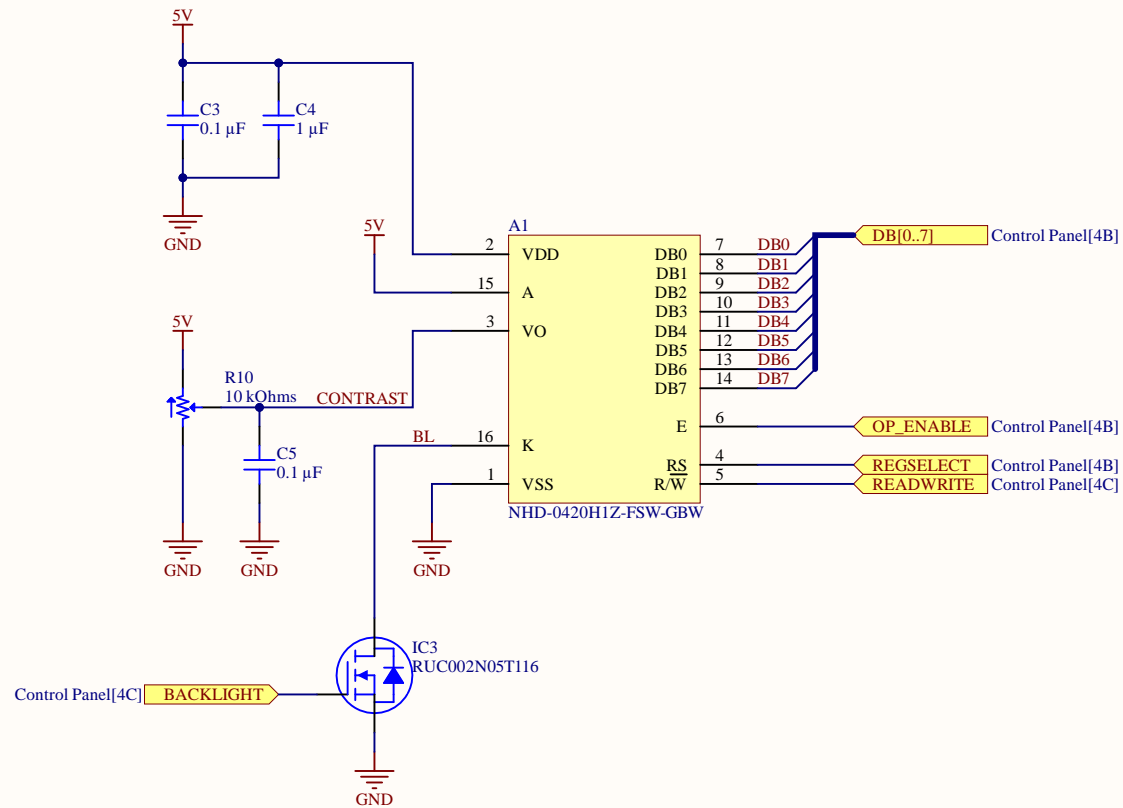 5V
C3
0.1 µF
C4
1 µF
GND
5V
A1
2
VDD
15
A
3
VO
16
K
1
VSS
DB0
7
DB0
DB1
8
DB1
DB2
9
DB2
DB3
10
DB3
DB4
11
DB4
DB5
12
DB5
DB6
13
DB6
DB7
14
DB7
E
6
RS
4
R/W̅
5
NHD-0420H1Z-FSW-GBW
DB[0..7]
Control Panel[4B]
OP_ENABLE
Control Panel[4B]
REGSELECT
Control Panel[4B]
READWRITE
Control Panel[4C]
5V
R10
10 kOhms
CONTRAST
C5
0.1 µF
BL
GND
GND
GND
IC3
RUC002N05T116
Control Panel[4C]
BACKLIGHT
GND